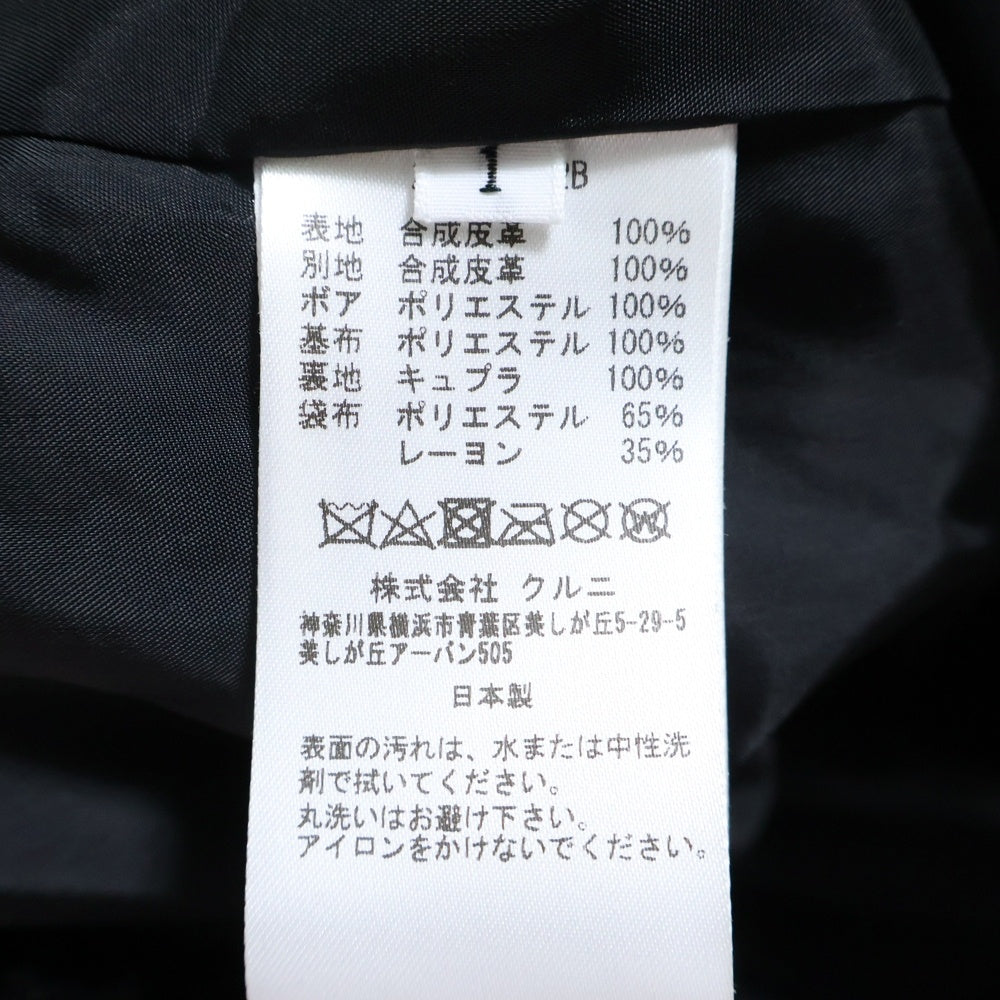 1
2B
表地 合成皮革 100%
別地 合成皮革 100%
ボア ポリエステル 100%
基布 ポリエステル 100%
裏地 キュプラ 100%
袋布 ポリエステル 65%
レーヨン 35%
W
株式会社 クルニ
神奈川県横浜市青葉区美しが丘5-29-5
美しが丘アーバン505
日本製
表面の汚れは、水または中性洗
剤で拭いてください。
丸洗いはお避け下さい。
アイロンをかけないでください。